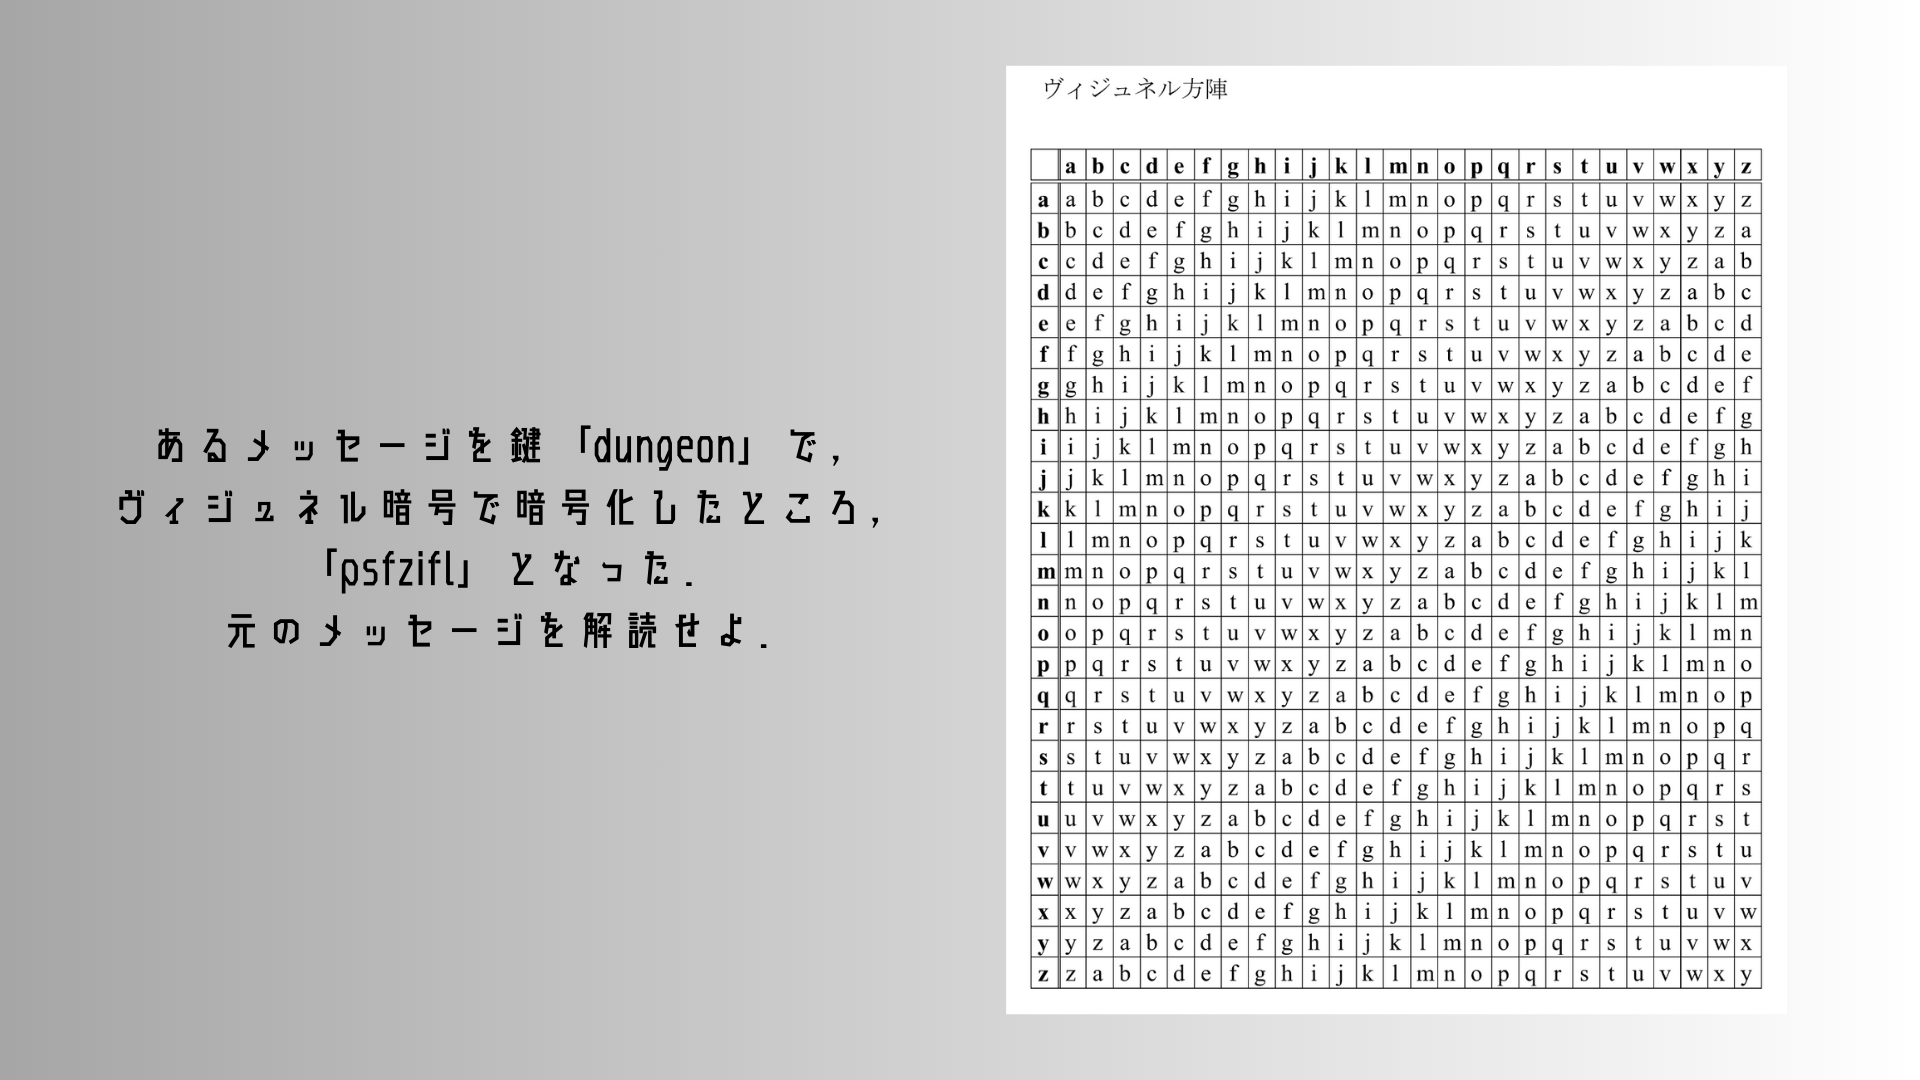 あるメッセージを鍵「dungeon」で,
ヴィジュネル暗号で暗号化したところ,
「psfzifl」となった.
元のメッセージを解読せよ.
ヴィジュネル方陣
a b c d e f g h i j k l m n o p q r s t u v w x y z
a a b c d e f g h i j k l m n o p q r s t u v w x y z
b b c d e f g h i j k l m n o p q r s t u v w x y z a
c c d e f g h i j k l m n o p q r s t u v w x y z a b
d d e f g h i j k l m n o p q r s t u v w x y z a b c
e e f g h i j k l m n o p q r s t u v w x y z a b c d
f f g h i j k l m n o p q r s t u v w x y z a b c d e
g g h i j k l m n o p q r s t u v w x y z a b c d e f
h h i j k l m n o p q r s t u v w x y z a b c d e f g
i i j k l m n o p q r s t u v w x y z a b c d e f g h
j j k l m n o p q r s t u v w x y z a b c d e f g h i
k k l m n o p q r s t u v w x y z a b c d e f g h i j
l l m n o p q r s t u v w x y z a b c d e f g h i j k
m m n o p q r s t u v w x y z a b c d e f g h i j k l
n n o p q r s t u v w x y z a b c d e f g h i j k l m
o o p q r s t u v w x y z a b c d e f g h i j k l m n
p p q r s t u v w x y z a b c d e f g h i j k l m n o
q q r s t u v w x y z a b c d e f g h i j k l m n o p
r r s t u v w x y z a b c d e f g h i j k l m n o p q
s s t u v w x y z a b c d e f g h i j k l m n o p q r
t t u v w x y z a b c d e f g h i j k l m n o p q r s
u u v w x y z a b c d e f g h i j k l m n o p q r s t
v v w x y z a b c d e f g h i j k l m n o p q r s t u
w w x y z a b c d e f g h i j k l m n o p q r s t u v
x x y z a b c d e f g h i j k l m n o p q r s t u v w
y y z a b c d e f g h i j k l m n o p q r s t u v w x
z z a b c d e f g h i j k l m n o p q r s t u v w x y